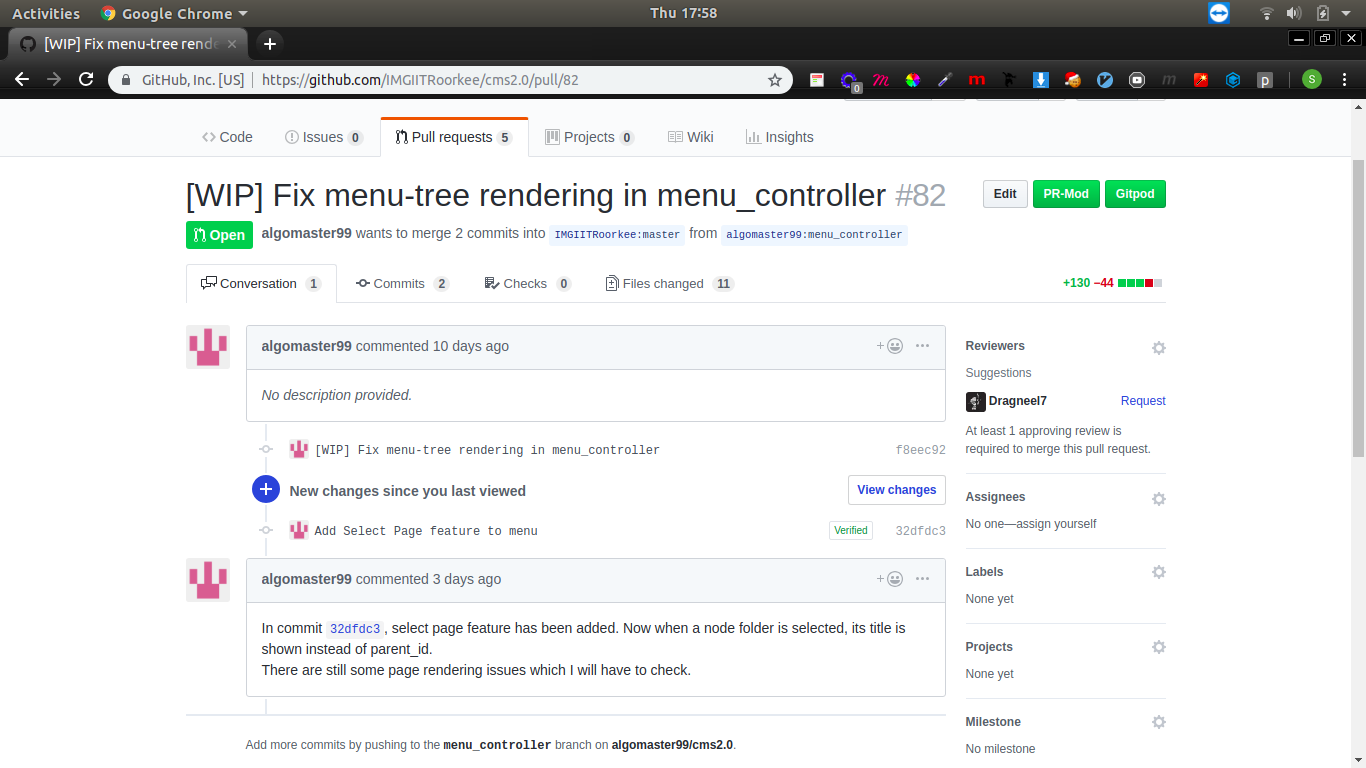 Activities Google Chrome Thu 17:58
[WIP] Fix menu-tree rende
GitHub, Inc. [US] https://github.com/IMGIITRoorkee/cms2.0/pull/82 0 S
Code Issues 0 Pull requests 5 Projects 0 Wiki Insights
[WIP] Fix menu-tree rendering in menu_controller #82 Edit PR-Mod Gitpod
Open algomaster99 wants to merge 2 commits into IMGIITRoorkee:master from algomaster99:menu_controller
Conversation 1 Commits 2 Checks 0 Files changed 11 +130 −44
algomaster99 commented 10 days ago
No description provided.
[WIP] Fix menu-tree rendering in menu_controller f8eec92
New changes since you last viewed View changes
Add Select Page feature to menu Verified 32dfdc3
algomaster99 commented 3 days ago
In commit 32dfdc3, select page feature has been added. Now when a node folder is selected, its title is
shown instead of parent_id.
There are still some page rendering issues which I will have to check.
Add more commits by pushing to the menu_controller branch on algomaster99/cms2.0.
Reviewers
Suggestions
Dragneel7 Request
At least 1 approving review is
required to merge this pull request.
Assignees
No one—assign yourself
Labels
None yet
Projects
None yet
Milestone
No milestone